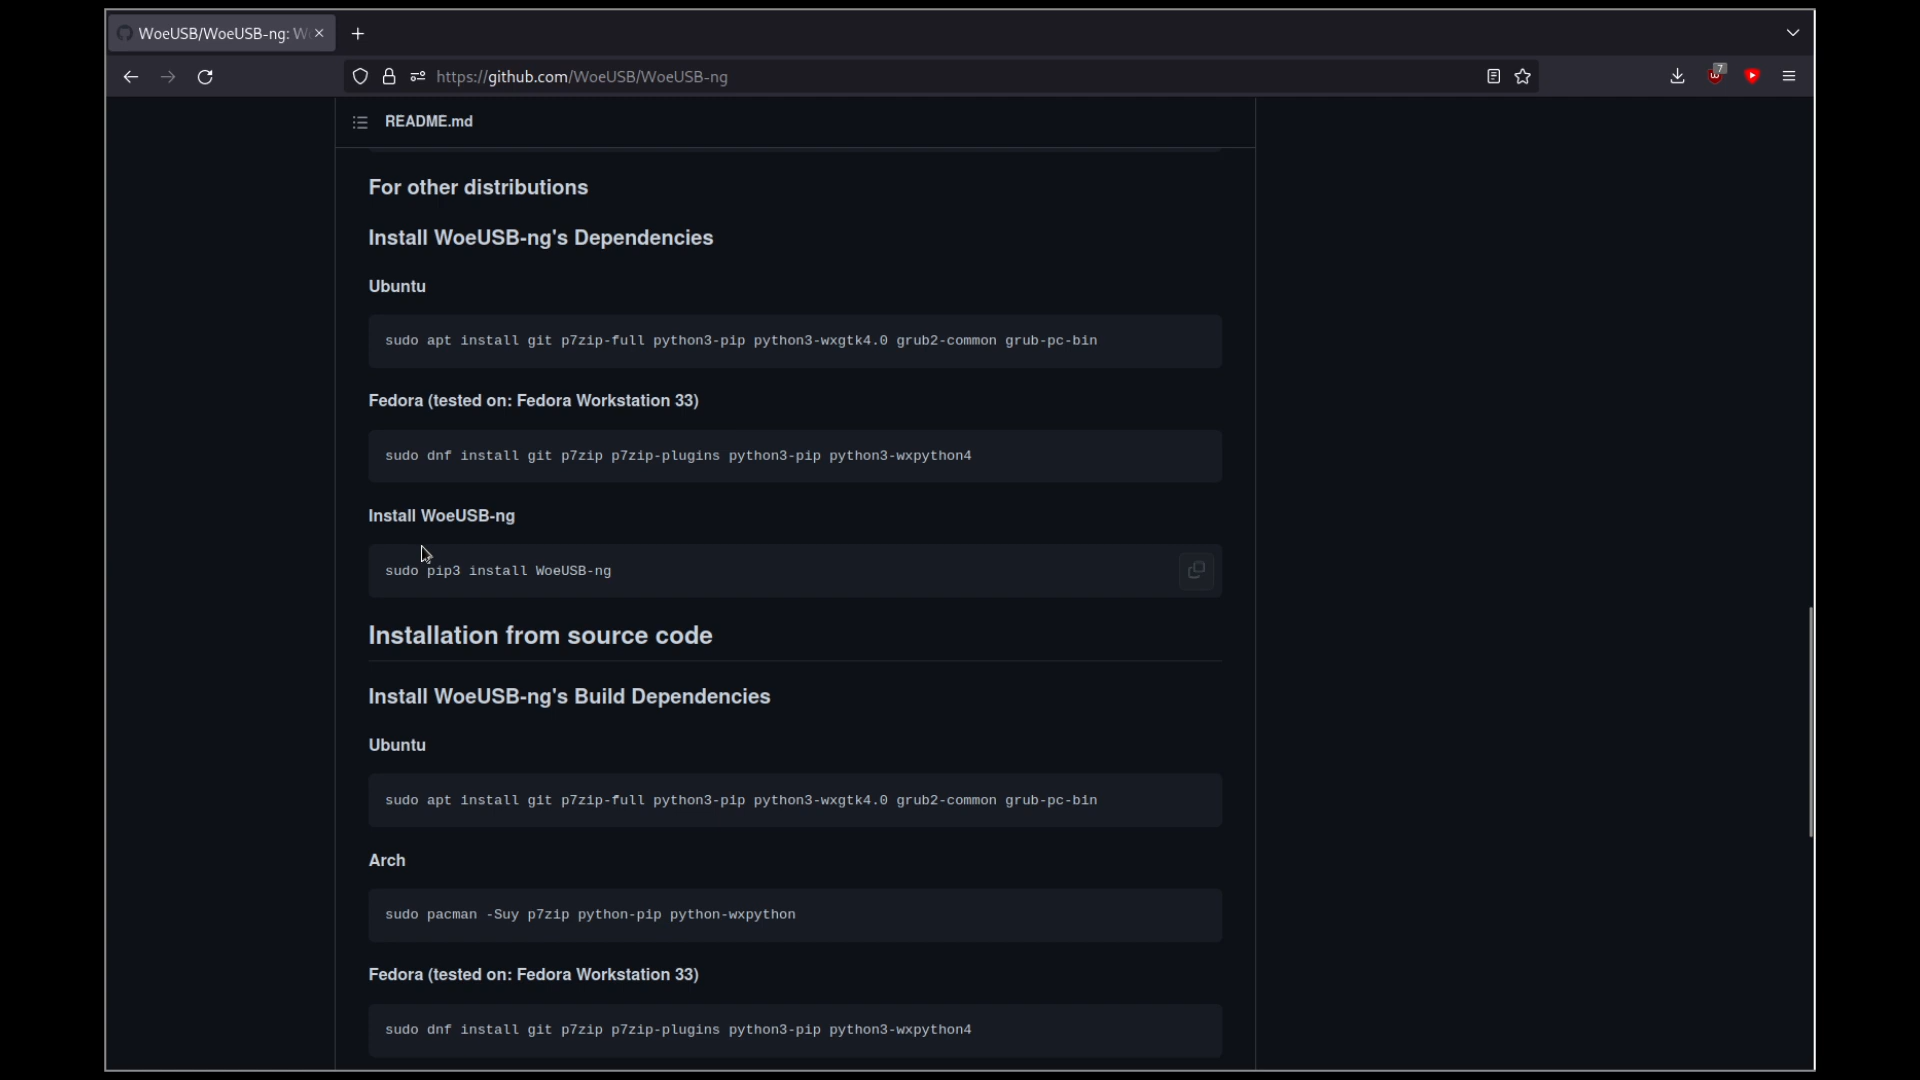 WoeUSB/WoeUSB-ng: W
https://github.com/WoeUSB/WoeUSB-ng
7
README.md
For other distributions
Install WoeUSB-ng's Dependencies
Ubuntu
sudo apt install git p7zip-full python3-pip python3-wxgtk4.0 grub2-common grub-pc-bin
Fedora (tested on: Fedora Workstation 33)
sudo dnf install git p7zip p7zip-plugins python3-pip python3-wxpython4
Install WoeUSB-ng
sudo pip3 install WoeUSB-ng
Installation from source code
Install WoeUSB-ng's Build Dependencies
Ubuntu
sudo apt install git p7zip-full python3-pip python3-wxgtk4.0 grub2-common grub-pc-bin
Arch
sudo pacman -Suy p7zip python-pip python-wxpython
Fedora (tested on: Fedora Workstation 33)
sudo dnf install git p7zip p7zip-plugins python3-pip python3-wxpython4